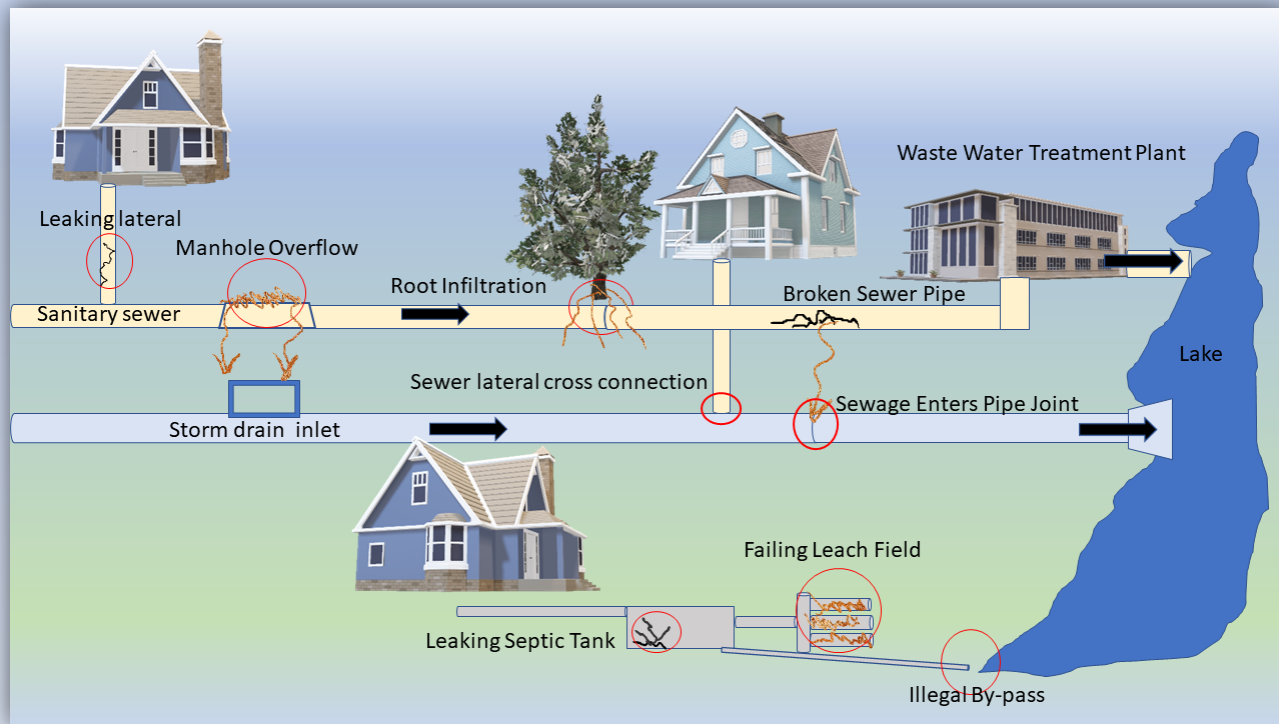 Waste Water Treatment Plant
Leaking lateral
Manhole Overflow
Root Infiltration
Broken Sewer Pipe
Sanitary sewer
Lake
Sewer lateral cross connection
Sewage Enters Pipe Joint
Storm drain inlet
Failing Leach Field
Leaking Septic Tank
Illegal By-pass